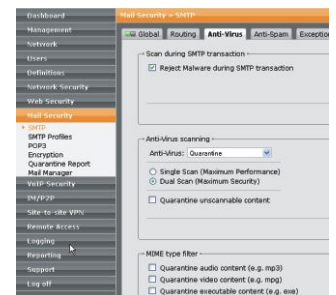 Dashboard
Management
Network
Users
Definitions
Network Security
Web Security
Mail Security
SMTP
SMTP Profiles
POP3
Encryption
Quarantine Report
Mail Manager
VoIP Security
IM/P2P
Site-to-site VPN
Remote Access
Logging
Reporting
Support
Log off
Mail Security > SMTP
Global Routing Anti-Virus Anti-Spam Exception
Scan during SMTP transaction
Reject Malware during SMTP transaction
Anti-Virus scanning
Anti-Virus: Quarantine
Single Scan (Maximum Performance)
Dual Scan (Maximum Security)
Quarantine unscannable content
MIME type filter
Quarantine audio content (e.g. mp3)
Quarantine video content (e.g. mpg)
Quarantine executable content (e.g. exe)